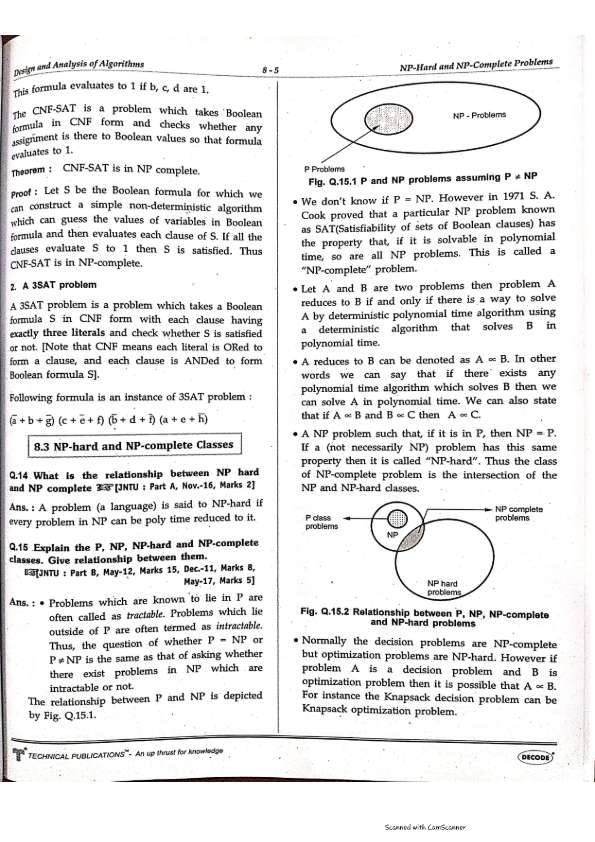 Design and Analysis of Algorithms
8 - 5
NP-Hard and NP-Complete Problems
This formula evaluates to 1 if b, c, d are 1.
The CNF-SAT is a problem which takes Boolean
formula in CNF form and checks whether any
assignment is there to Boolean values so that formula
evaluates to 1.
Theorem : CNF-SAT is in NP complete.
Proof : Let S be the Boolean formula for which we
can construct a simple non-deterministic algorithm
which can guess the values of variables in Boolean
formula and then evaluates each clause of S. If all the
clauses evaluate S to 1 then S is satisfied. Thus
CNF-SAT is in NP-complete.
2. A 3SAT problem
A 3SAT problem is a problem which takes a Boolean
formula S in CNF form with each clause having
exactly three literals and check whether S is satisfied
or not. [Note that CNF means each literal is ORed to
form a clause, and each clause is ANDed to form
Boolean formula S].
Following formula is an instance of 3SAT problem :
(a̅ + b + g̅) (c + e̅ + f) (b̅ + d + f̅) (a + e + h̅)
8.3 NP-hard and NP-complete Classes
Q.14 What is the relationship between NP hard
and NP complete ☞[JNTU : Part A, Nov.-16, Marks 2]
Ans. : A problem (a language) is said to NP-hard if
every problem in NP can be poly time reduced to it.
Q.15 Explain the P, NP, NP-hard and NP-complete
classes. Give relationship between them.
☞[JNTU : Part B, May-12, Marks 15, Dec.-11, Marks 8,
May-17, Marks 5]
Ans. : • Problems which are known to lie in P are
often called as tractable. Problems which lie
outside of P are often termed as intractable.
Thus, the question of whether P = NP or
P ≠ NP is the same as that of asking whether
there exist problems in NP which are
intractable or not.
The relationship between P and NP is depicted
by Fig. Q.15.1.
NP - Problems
P Problems
Fig. Q.15.1 P and NP problems assuming P ≠ NP
• We don't know if P = NP. However in 1971 S. A.
Cook proved that a particular NP problem known
as SAT(Satisfiability of sets of Boolean clauses) has
the property that, if it is solvable in polynomial
time, so are all NP problems. This is called a
"NP-complete" problem.
• Let A and B are two problems then problem A
reduces to B if and only if there is a way to solve
A by deterministic polynomial time algorithm using
a deterministic algorithm that solves B in
polynomial time.
• A reduces to B can be denoted as A ∝ B. In other
words we can say that if there exists any
polynomial time algorithm which solves B then we
can solve A in polynomial time. We can also state
that if A ∝ B and B ∝ C then A ∝ C.
• A NP problem such that, if it is in P, then NP = P.
If a (not necessarily NP) problem has this same
property then it is called "NP-hard". Thus the class
of NP-complete problem is the intersection of the
NP and NP-hard classes.
P class
problems
NP
NP complete
problems
NP hard
problems
Fig. Q.15.2 Relationship between P, NP, NP-complete
and NP-hard problems
• Normally the decision problems are NP-complete
but optimization problems are NP-hard. However if
problem A is a decision problem and B is
optimization problem then it is possible that A ∝ B.
For instance the Knapsack decision problem can be
Knapsack optimization problem.
TECHNICAL PUBLICATIONS™- An up thrust for knowledge
DECODE
Scanned with CamScanner